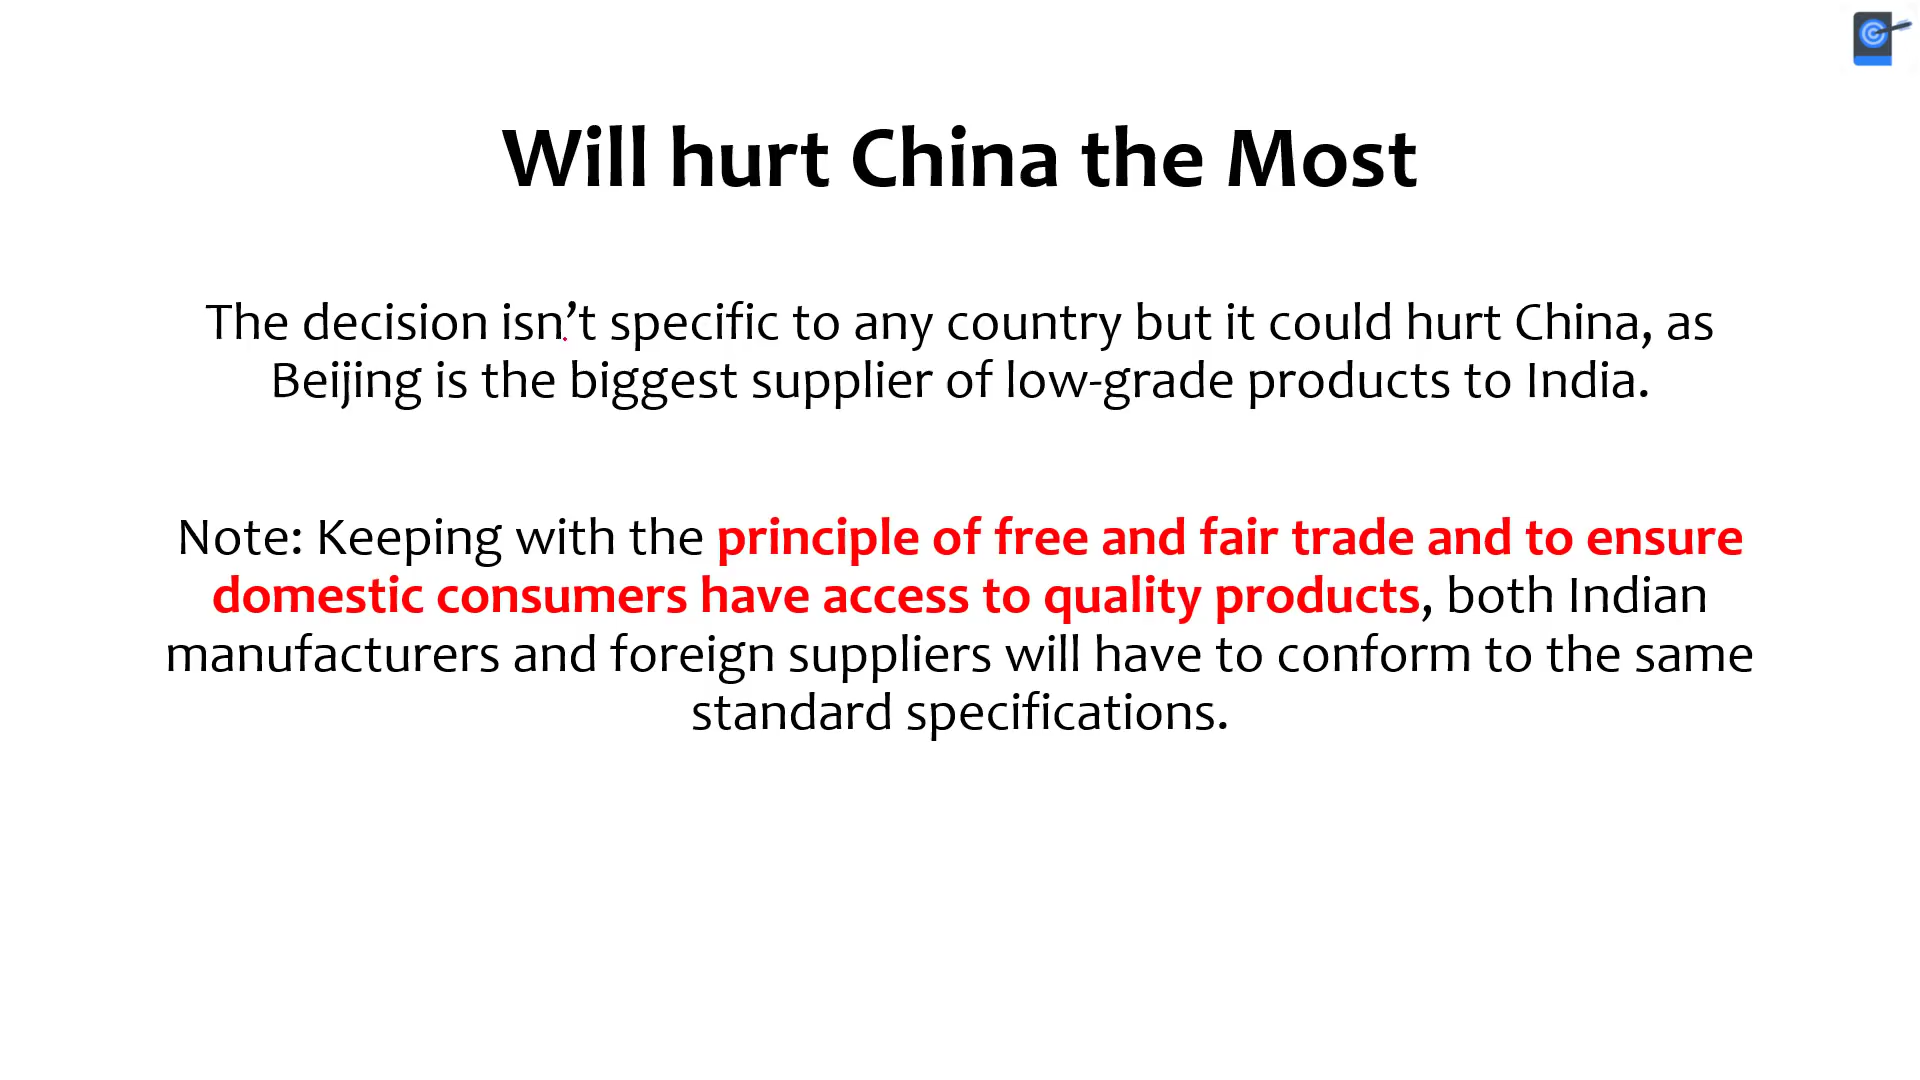 Will hurt China the Most
The decision isn’t specific to any country but it could hurt China, as
Beijing is the biggest supplier of low-grade products to India.
Note: Keeping with the principle of free and fair trade and to ensure
domestic consumers have access to quality products, both Indian
manufacturers and foreign suppliers will have to conform to the same
standard specifications.